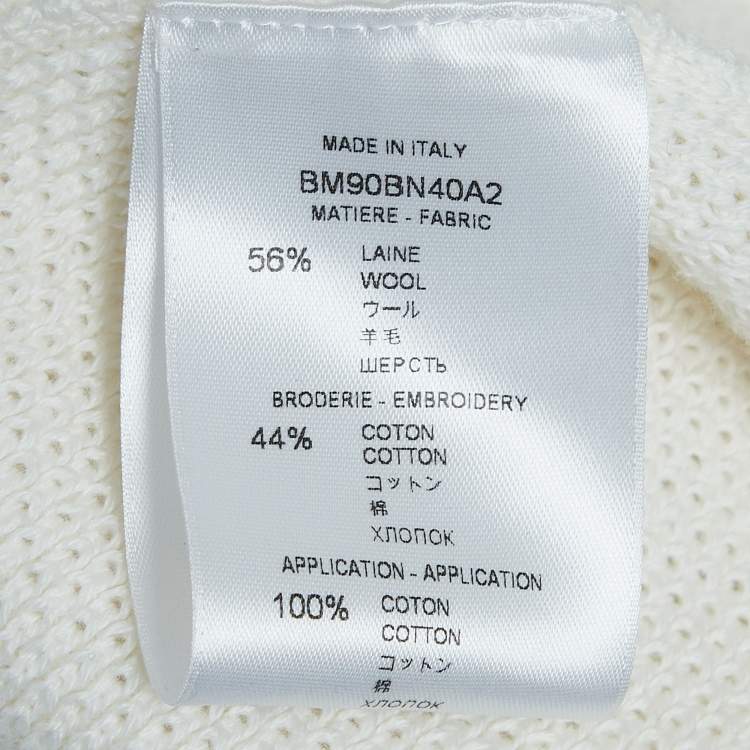 MADE IN ITALY
BM90BN40A2
MATIERE - FABRIC
56% LAINE
WOOL
ウール
羊毛
ШЕРСТЬ
BRODERIE - EMBROIDERY
44% COTON
COTTON
コットン
棉
ХЛОПОК
APPLICATION - APPLICATION
100% COTON
COTTON
コットン
棉
ХЛОПОК